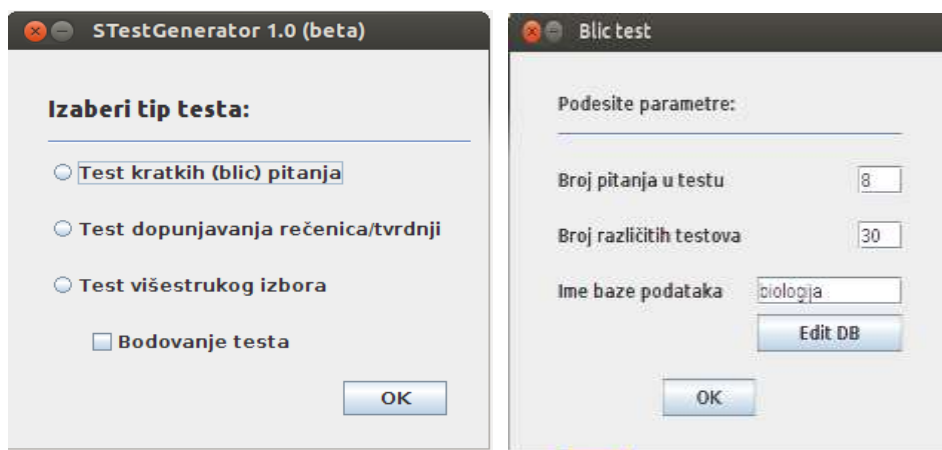 STestGenerator 1.0 (beta)
Izaberi tip testa:
Test kratkih (blic) pitanja
Test dopunjavanja rečenica/tvrdnji
Test višestrukog izbora
Bodovanje testa
OK
Blic test
Podesite parametre:
Broj pitanja u testu 8
Broj različitih testova 30
Ime baze podataka biologija
Edit DB
OK